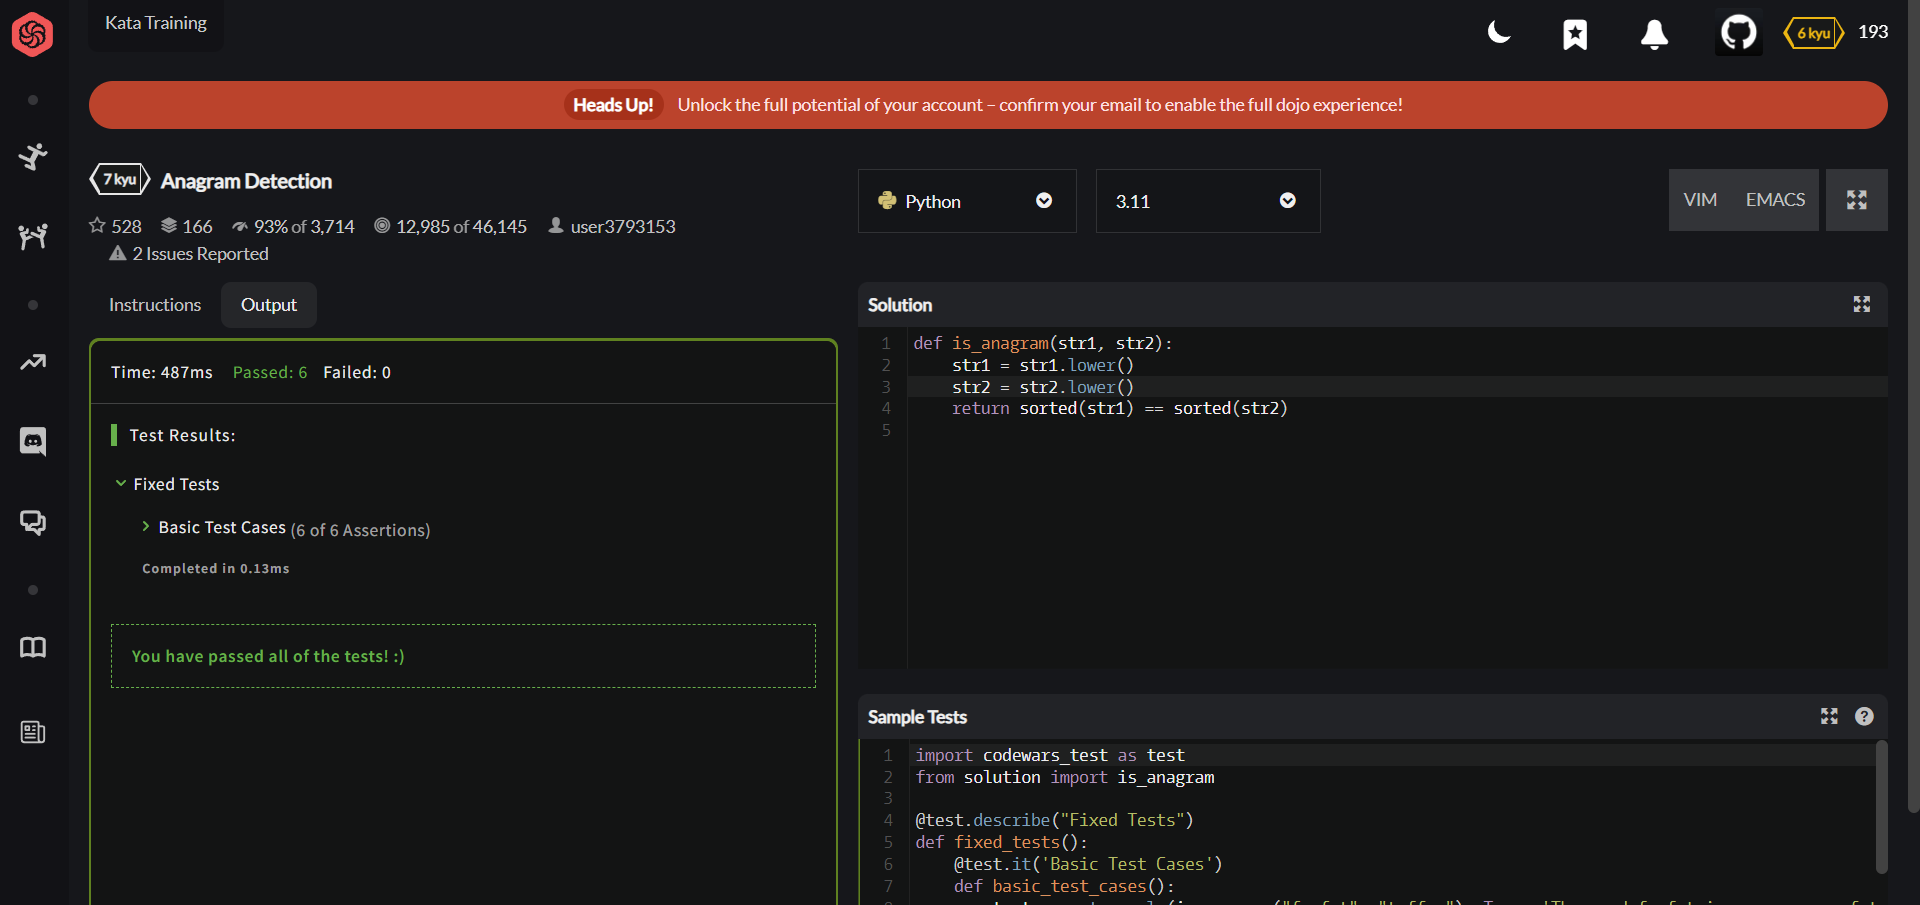 Kata Training
6 kyu 193
Heads Up! Unlock the full potential of your account – confirm your email to enable the full dojo experience!
7 kyu Anagram Detection
528 166 93% of 3,714 12,985 of 46,145 user3793153
2 Issues Reported
Python 3.11 VIM EMACS
Instructions Output
Time: 487ms Passed: 6 Failed: 0
Test Results:
Fixed Tests
Basic Test Cases (6 of 6 Assertions)
Completed in 0.13ms
You have passed all of the tests! :)
Solution
1 def is_anagram(str1, str2):
2     str1 = str1.lower()
3     str2 = str2.lower()
4     return sorted(str1) == sorted(str2)
5
Sample Tests
1 import codewars_test as test
2 from solution import is_anagram
3
4 @test.describe("Fixed Tests")
5 def fixed_tests():
6     @test.it('Basic Test Cases')
7     def basic_test_cases():